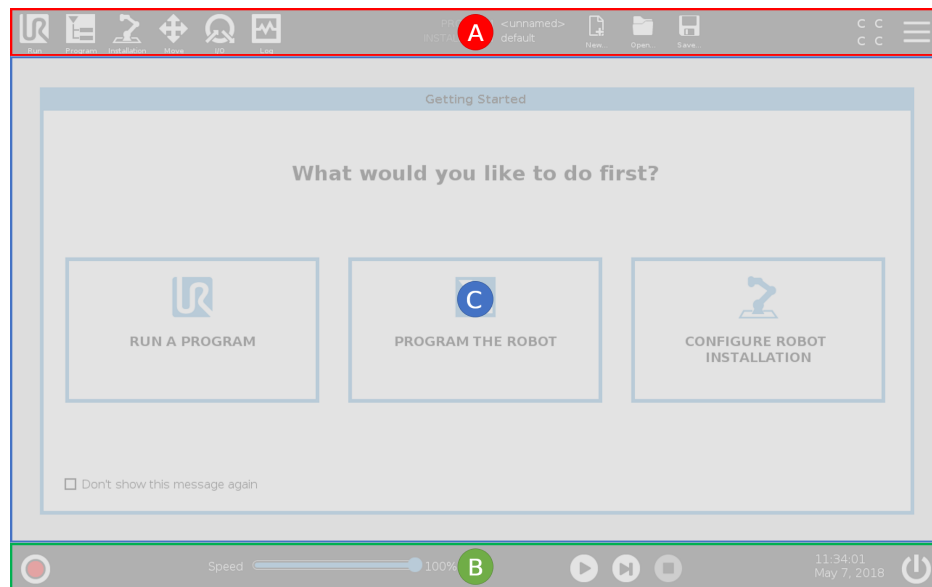 <unnamed>
default
A
C C
C C
Run
Program
Installation
Move
I/O
Log
New...
Open...
Save...
Getting Started
What would you like to do first?
C
RUN A PROGRAM
PROGRAM THE ROBOT
CONFIGURE ROBOT
INSTALLATION
Don't show this message again
Speed
100%
B
11:34:01
May 7, 2018